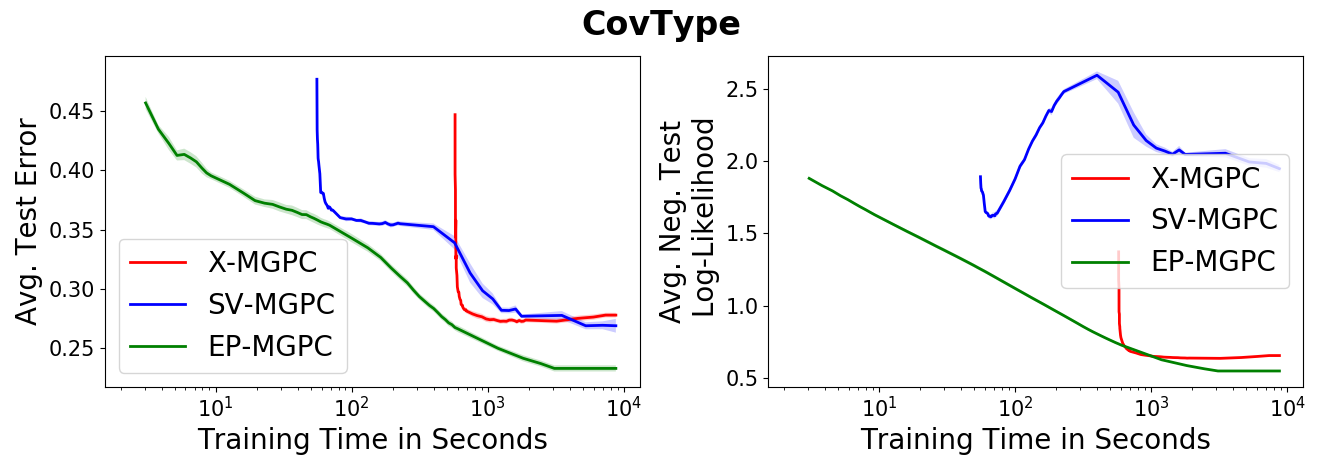 CovType
Avg. Test Error
0.45
0.40
0.35
0.30
0.25
X-MGPC
SV-MGPC
EP-MGPC
10¹
10²
10³
10⁴
Training Time in Seconds
Avg. Neg. Test
Log-Likelihood
2.5
2.0
1.5
1.0
0.5
X-MGPC
SV-MGPC
EP-MGPC
10¹
10²
10³
10⁴
Training Time in Seconds